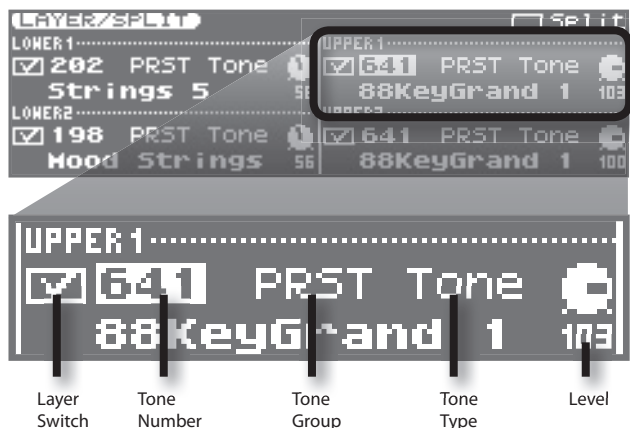 LAYER/SPLIT
Split
LOWER1
202 PRST Tone
Strings 5
56
UPPER1
641 PRST Tone
88KeyGrand 1
103
LOWER2
198 PRST Tone
Mood Strings
56
UPPER2
641 PRST Tone
88KeyGrand 1
100
UPPER1
641 PRST Tone
88KeyGrand 1
103
Layer
Switch
Tone
Number
Tone
Group
Tone
Type
Level